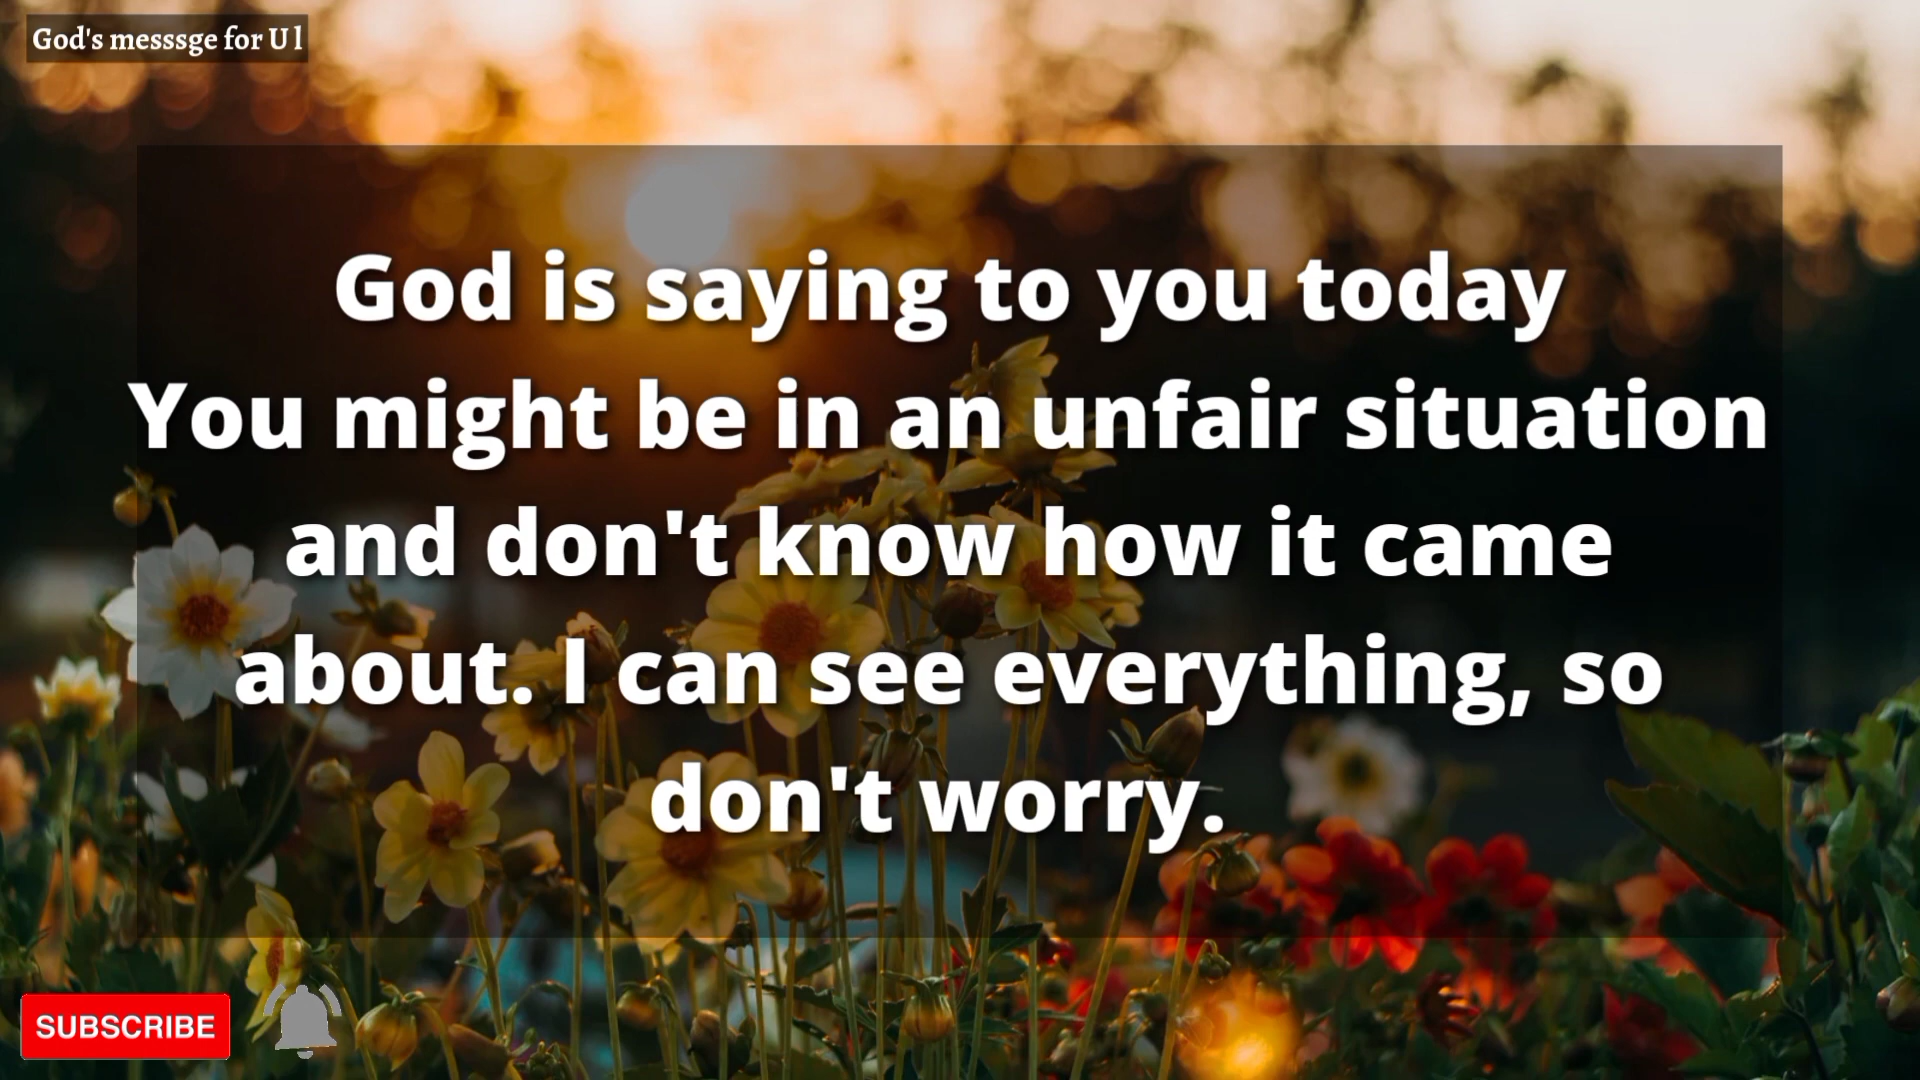 God's messsge for U l
God is saying to you today
You might be in an unfair situation
and don't know how it came
about. I can see everything, so
don't worry.
SUBSCRIBE